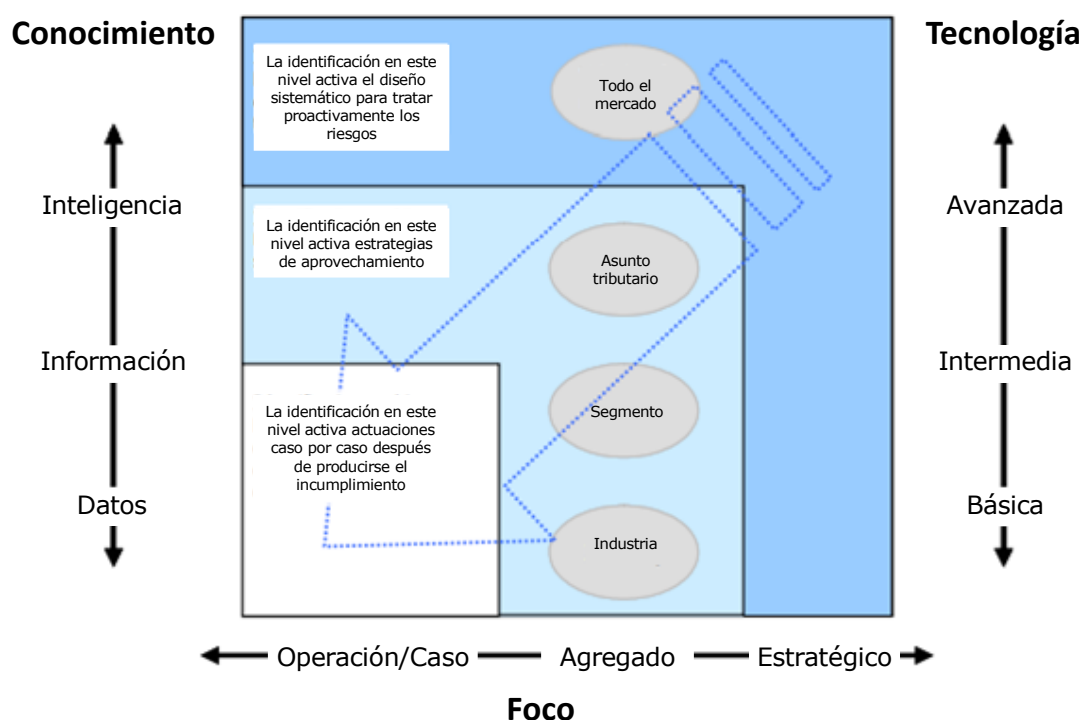 Conocimiento
Tecnología
La identificación en este
nivel activa el diseño
sistemático para tratar
proactivamente los
riesgos
Todo el
mercado
Inteligencia
Avanzada
La identificación en este
nivel activa estrategias
de aprovechamiento
Asunto
tributario
Información
Intermedia
La identificación en este
nivel activa actuaciones
caso por caso después
de producirse el
incumplimiento
Segmento
Datos
Básica
Industria
Operación/Caso
Agregado
Estratégico
Foco